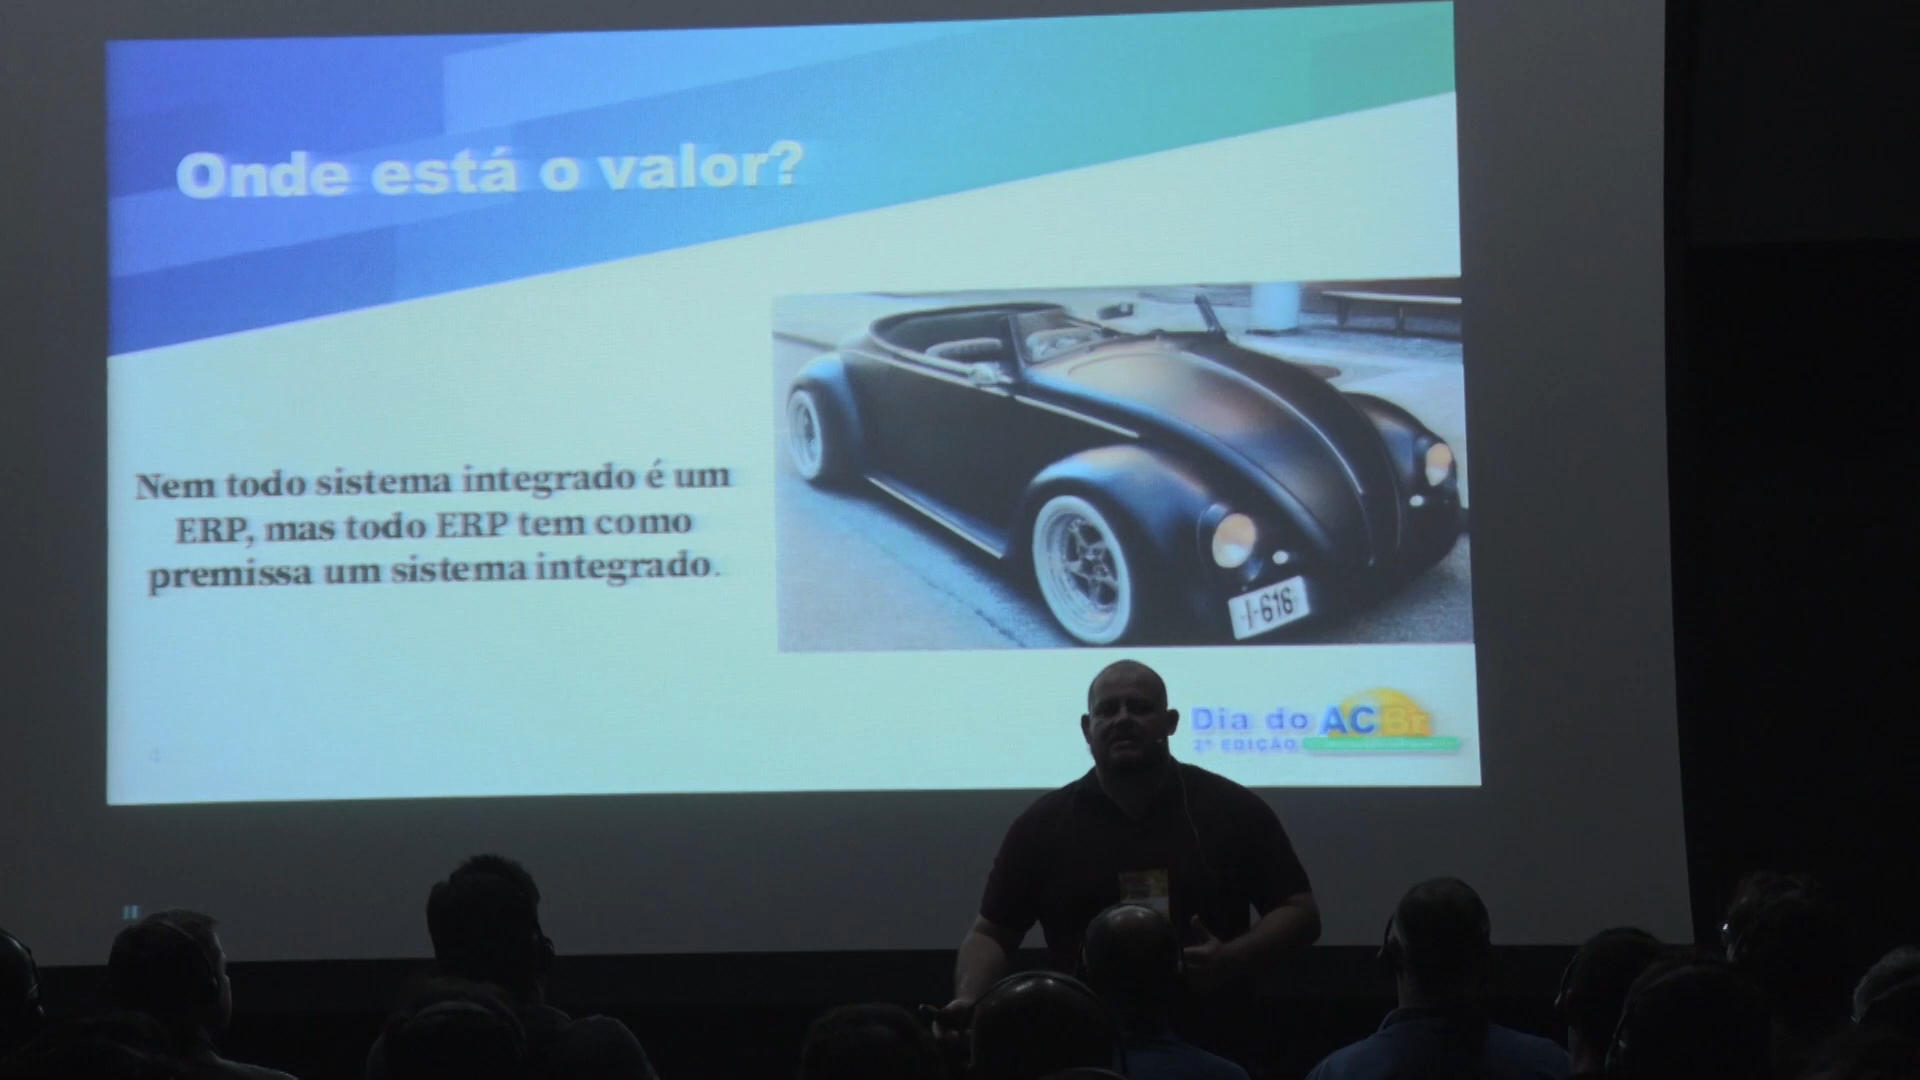 Onde está o valor?
Nem todo sistema integrado é um
ERP, mas todo ERP tem como
premissa um sistema integrado.
I-616
Dia do ACBr
2ª EDIÇÃO
4